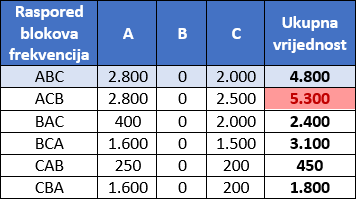 Raspored blokova frekvencija A B C Ukupna vrijednost
ABC 2.800 0 2.000 4.800
ACB 2.800 0 2.500 5.300
BAC 400 0 2.000 2.400
BCA 1.600 0 1.500 3.100
CAB 250 0 200 450
CBA 1.600 0 200 1.800